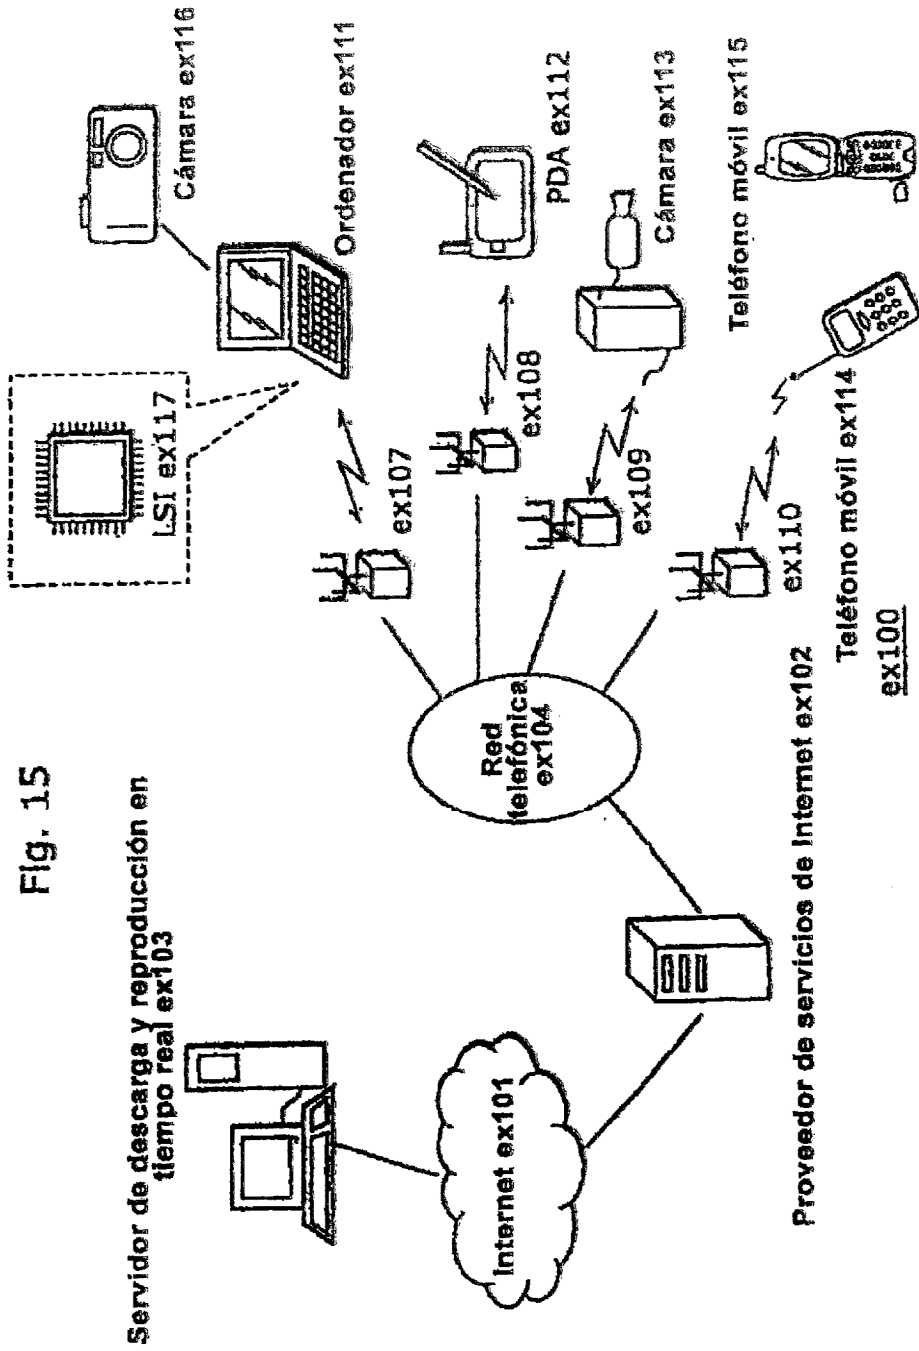 Fig. 15
Servidor de descarga y reproducción en
tiempo real ex103
Internet ex101
Proveedor de servicios de Internet ex102
Red
telefónica
ex104
LSI ex117
Cámara ex116
Ordenador ex111
ex107
ex108
PDA ex112
ex109
Cámara ex113
ex110
Teléfono móvil ex115
Teléfono móvil ex114
ex100